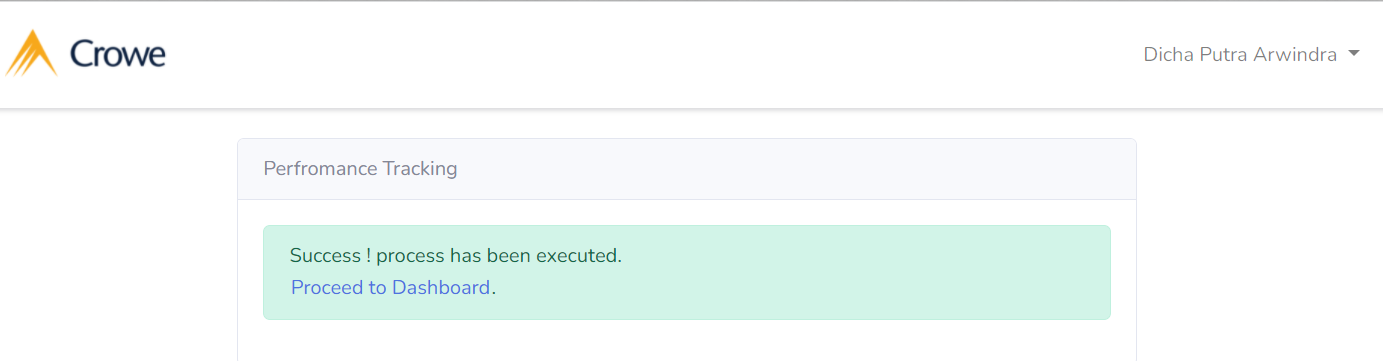 Crowe
Dicha Putra Arwindra
Perfromance Tracking
Success ! process has been executed.
Proceed to Dashboard.